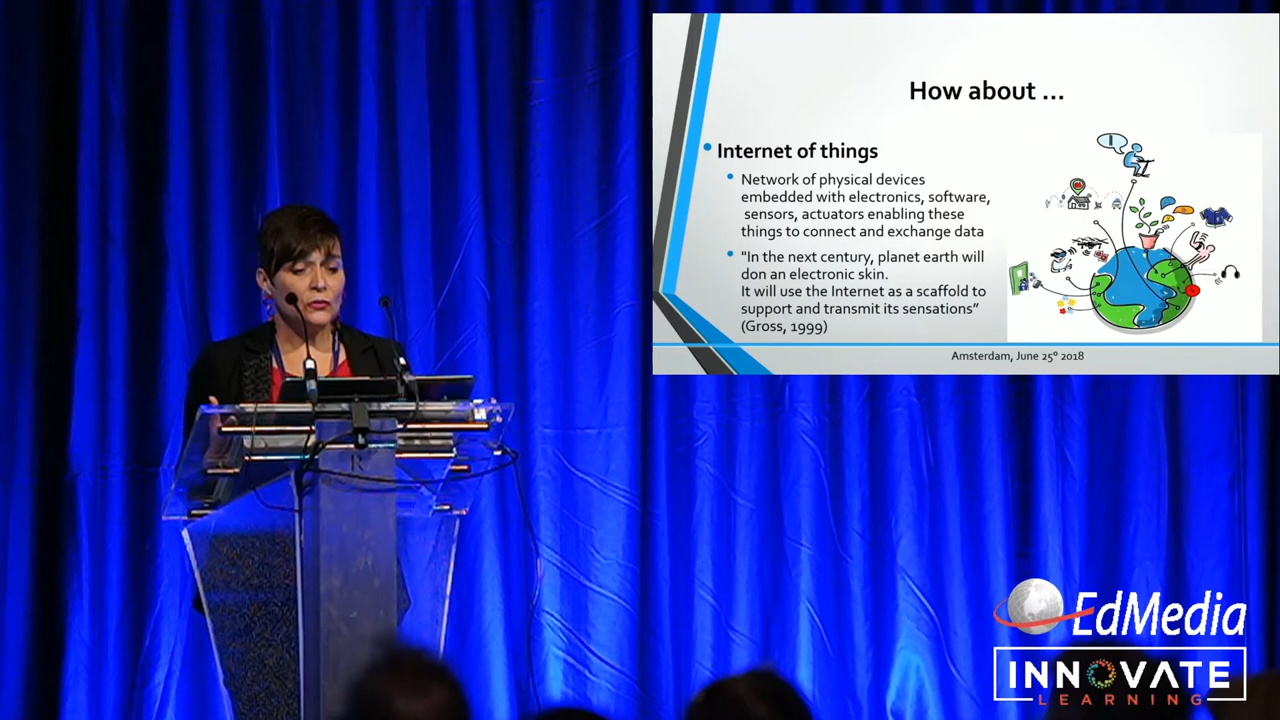 How about ...
Internet of things
Network of physical devices
embedded with electronics, software,
sensors, actuators enabling these
things to connect and exchange data
"In the next century, planet earth will
don an electronic skin.
It will use the Internet as a scaffold to
support and transmit its sensations”
(Gross, 1999)
Amsterdam, June 25º 2018
EdMedia
INNOVATE
LEARNING